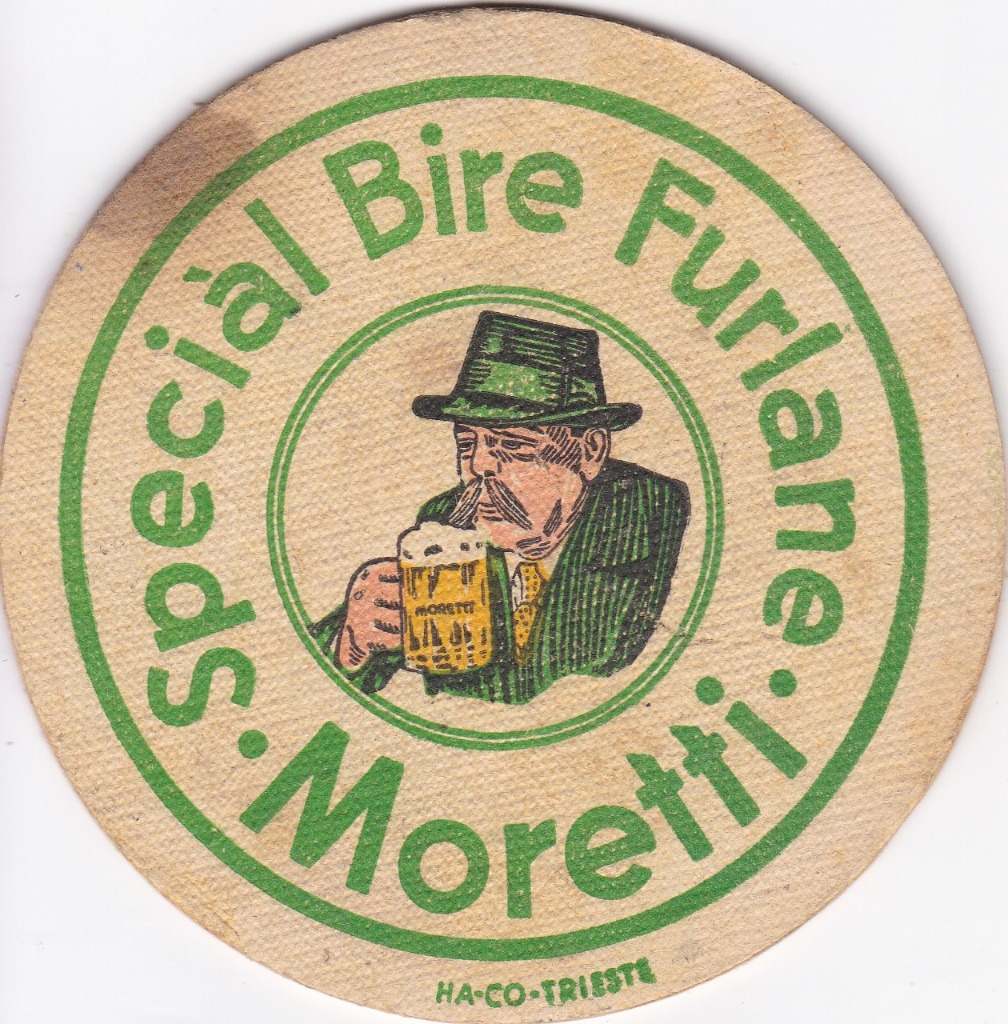 Speciàl Bire Furlane
·Moretti·
MORETTI
HA-CO-TRIESTE